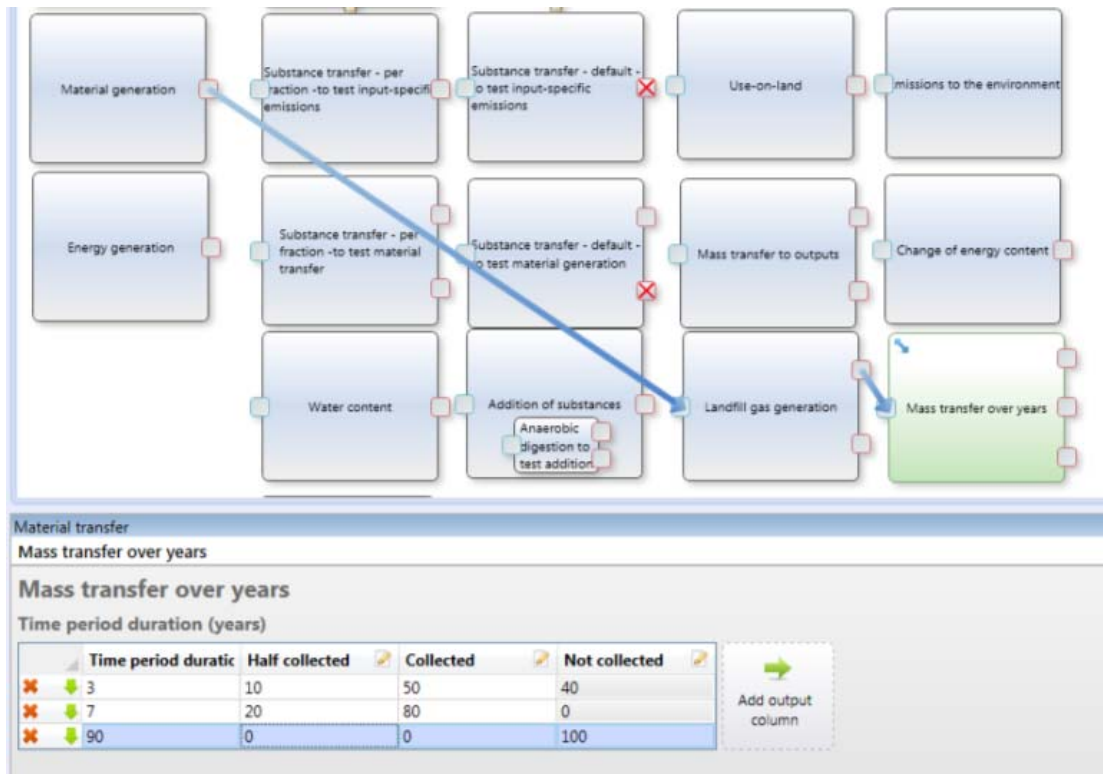 Material generation
Substance transfer - per
fraction -to test input-specific
emissions
Substance transfer - default -
to test input-specific
emissions
Use-on-land
missions to the environment
Energy generation
Substance transfer - per
fraction -to test material
transfer
Substance transfer - default -
to test material generation
Mass transfer to outputs
Change of energy content
Water content
Addition of substances
Anaerobic
digestion to
test addition
Landfill gas generation
Mass transfer over years
Material transfer
Mass transfer over years
Mass transfer over years
Time period duration (years)
Time period duratic Half collected Collected Not collected
3 10 50 40
7 20 80 0
90 0 0 100
Add output
column